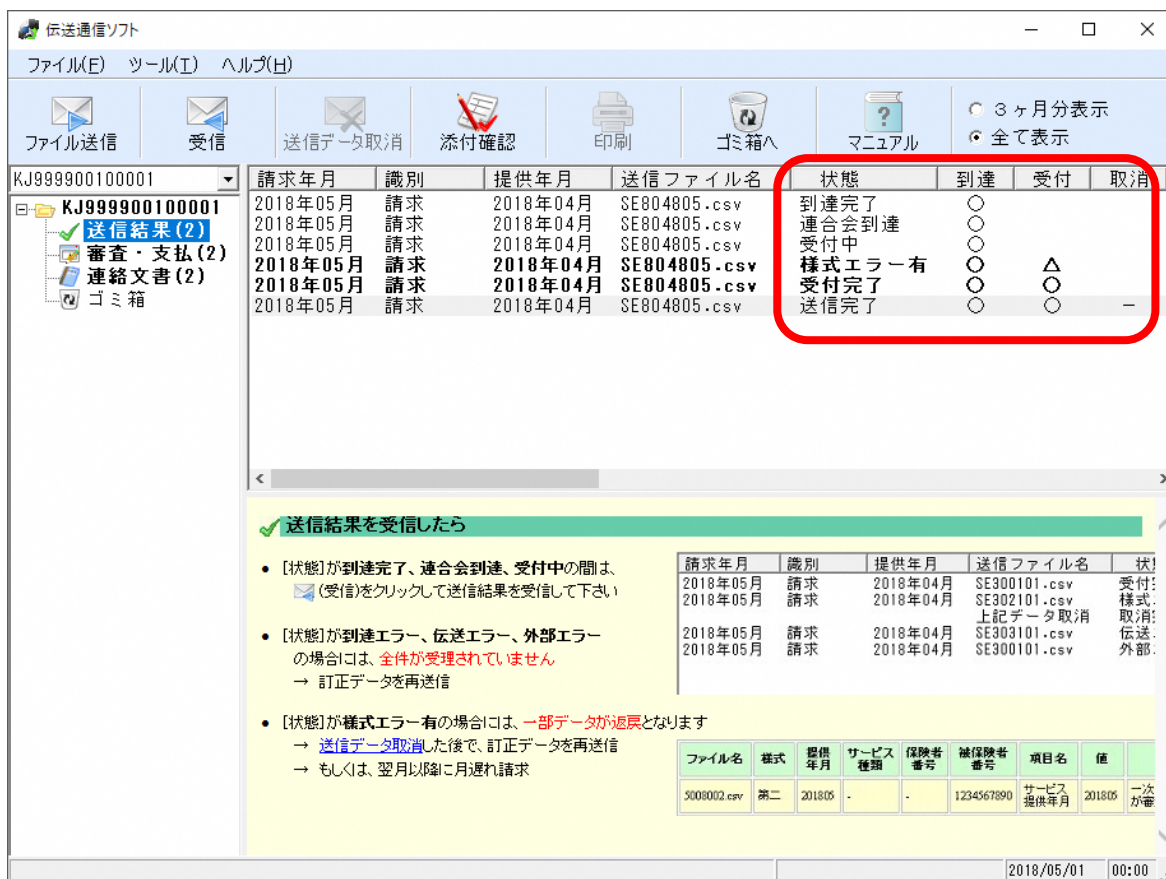 伝送通信ソフト
ファイル(F) ツール(T) ヘルプ(H)
ファイル送信 受信 送信データ取消 添付確認 印刷 ゴミ箱へ マニュアル
3ヶ月分表示
全て表示
KJ999900100001
KJ999900100001
送信結果(2)
審査・支払(2)
連絡文書(2)
ゴミ箱
請求年月 識別 提供年月 送信ファイル名 状態 到達 受付 取消
2018年05月 請求 2018年04月 SE804805.csv 到達完了 ○
2018年05月 請求 2018年04月 SE804805.csv 連合会到達 ○
2018年05月 請求 2018年04月 SE804805.csv 受付中 ○
2018年05月 請求 2018年04月 SE804805.csv 様式エラー有 ○ △
2018年05月 請求 2018年04月 SE804805.csv 受付完了 ○ ○
2018年05月 請求 2018年04月 SE804805.csv 送信完了 ○ ○ −
送信結果を受信したら
• [状態]が到達完了、連合会到達、受付中の間は、
(受信)をクリックして送信結果を受信して下さい
• [状態]が到達エラー、伝送エラー、外部エラー
の場合には、全件が受理されていません
→ 訂正データを再送信
• [状態]が様式エラー有の場合には、一部データが返戻となります
→ 送信データ取消した後で、訂正データを再送信
→ もしくは、翌月以降に月遅れ請求
請求年月 識別 提供年月 送信ファイル名 状
2018年05月 請求 2018年04月 SE300101.csv 受付
2018年05月 請求 2018年04月 SE302101.csv 様式
上記データ取消 取消
2018年05月 請求 2018年04月 SE303101.csv 伝送
2018年05月 請求 2018年04月 SE300101.csv 外部
ファイル名 様式 提供年月 サービス種類 保険者番号 被保険者番号 項目名 値
5008002.csv 第二 201805 - - 1234567890 サービス提供年月 201805 一次が審
2018/05/01 00:00